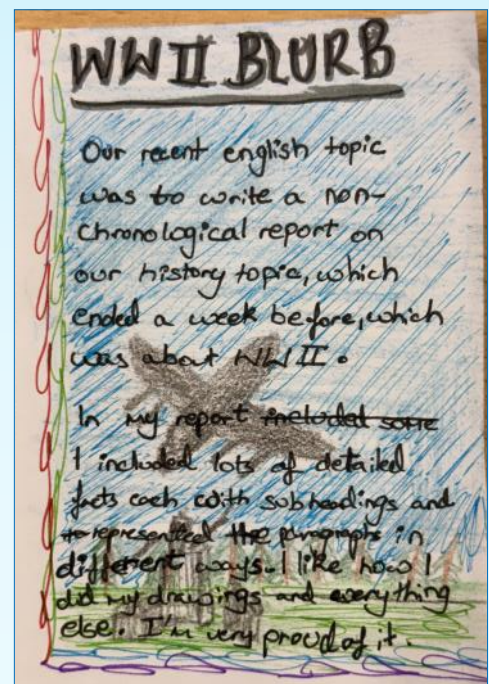 WW II BLURB
Our recent english topic
was to write a non-
chronological report on
our history topic, which
ended a week before, which
was about WW II.
In my report included some
I included lots of detailed
facts each with subheadings and
to represented the paragraphs in
different ways. I like how I
did my drawings and everything
else. I'm very proud of it.